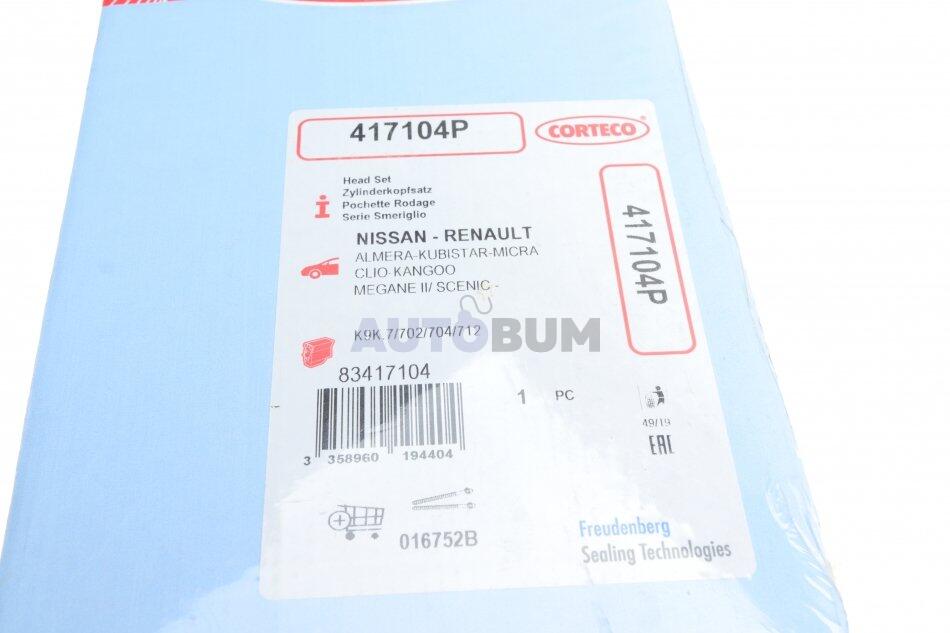 417104P
CORTECO
Head Set
Zylinderkopfsatz
Pochette Rodage
Serie Smeriglio
417104P
NISSAN - RENAULT
ALMERA-KUBISTAR-MICRA
CLIO-KANGOO
MEGANE II/ SCENIC -
K9K.7/702/704/712
AUTOBUM
83417104
1 PC
49/19
EAC
3 358960 194404
016752B
Freudenberg
Sealing Technologies